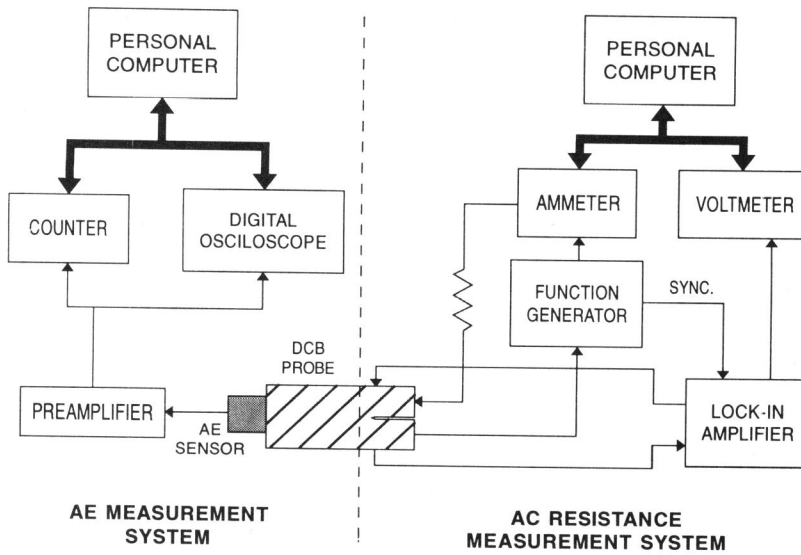 PERSONAL
COMPUTER
COUNTER
DIGITAL
OSCILOSCOPE
PREAMPLIFIER
AE
SENSOR
DCB
PROBE
AE MEASUREMENT
SYSTEM
PERSONAL
COMPUTER
AMMETER
VOLTMETER
FUNCTION
GENERATOR
SYNC.
LOCK-IN
AMPLIFIER
AC RESISTANCE
MEASUREMENT SYSTEM